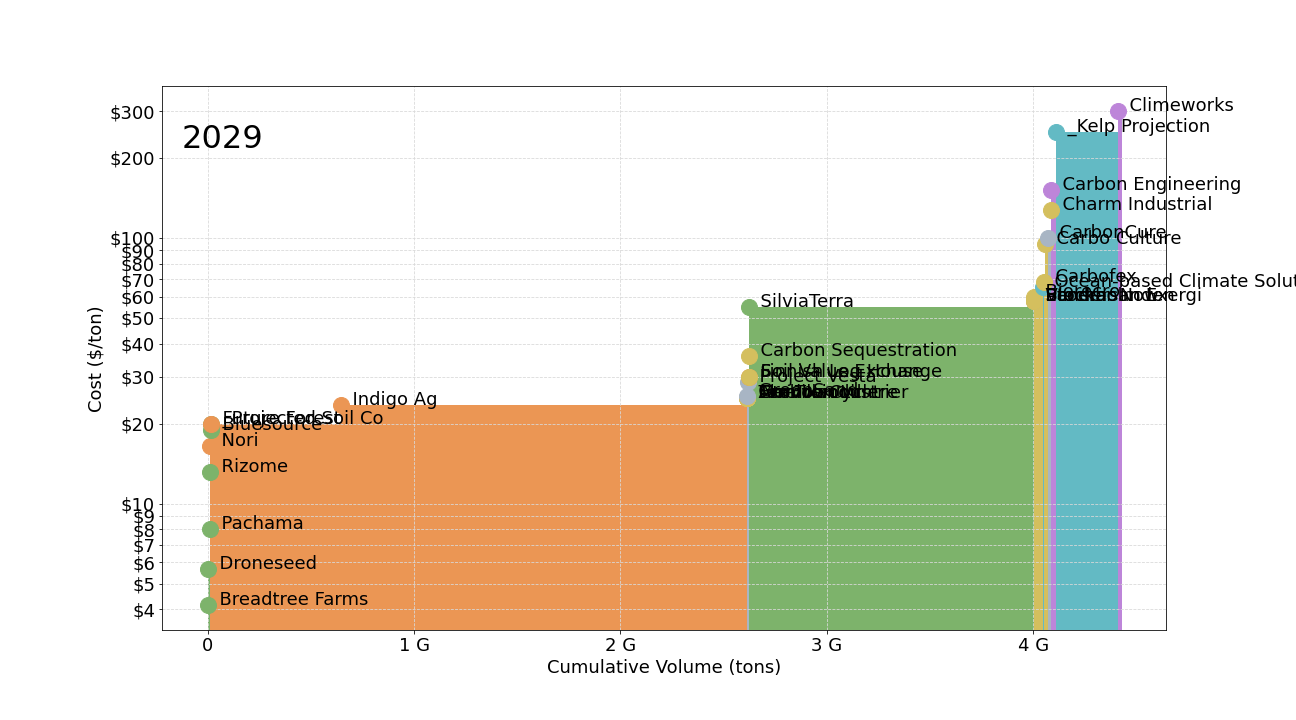 2029
$300
$200
$100
$90
$80
$70
$60
$50
$40
$30
$20
$10
$9
$8
$7
$6
$5
$4
Cost ($/ton)
Climeworks
_Kelp Projection
Carbon Engineering
Charm Industrial
CarbonCure
Carbo Culture
Carbofex
Ocean-based Climate Solut
SilviaTerra
Carbon Sequestration
Project Vesta
Indigo Ag
Bluesource
Nori
Rizome
Pachama
Droneseed
Breadtree Farms
0
1 G
2 G
3 G
4 G
Cumulative Volume (tons)